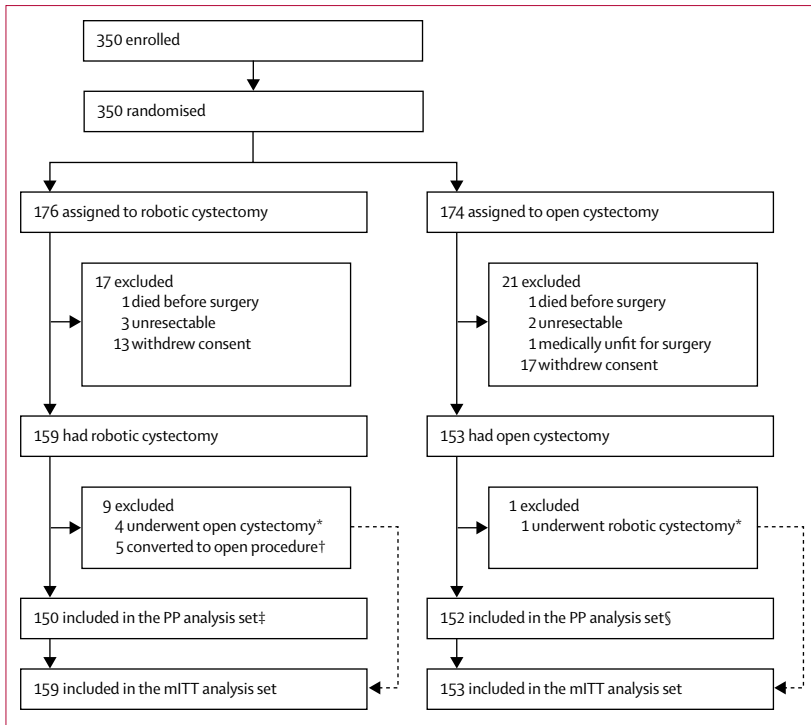 350 enrolled
350 randomised
176 assigned to robotic cystectomy
174 assigned to open cystectomy
17 excluded
1 died before surgery
3 unresectable
13 withdrew consent
21 excluded
1 died before surgery
2 unresectable
1 medically unfit for surgery
17 withdrew consent
159 had robotic cystectomy
153 had open cystectomy
9 excluded
4 underwent open cystectomy*
5 converted to open procedure†
1 excluded
1 underwent robotic cystectomy*
150 included in the PP analysis set‡
152 included in the PP analysis set§
159 included in the mITT analysis set
153 included in the mITT analysis set